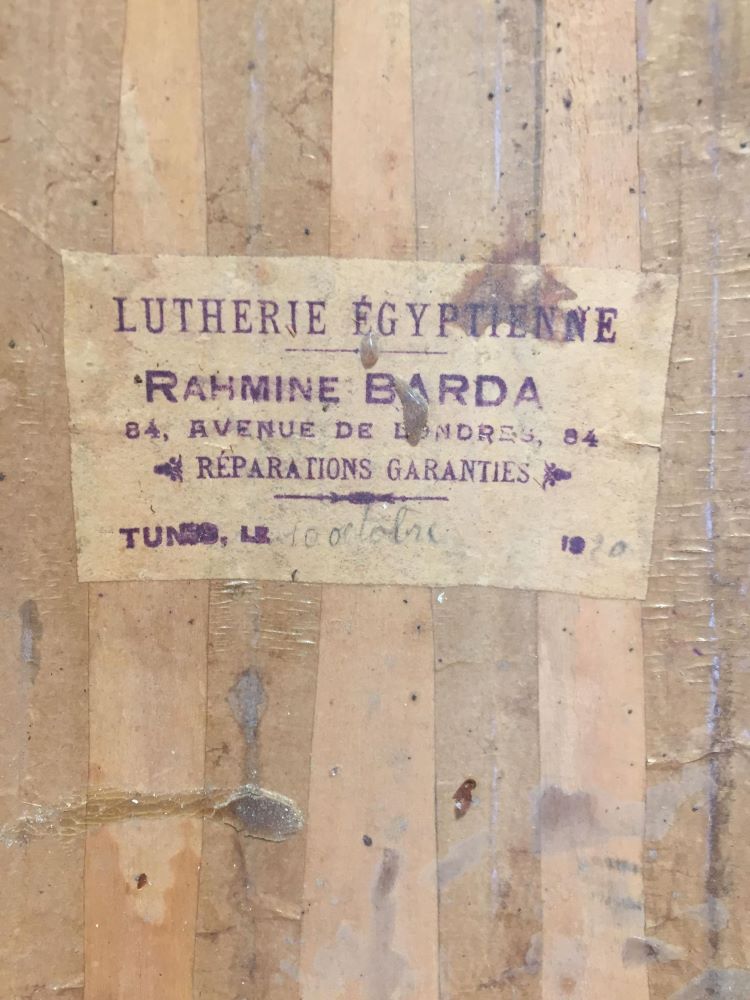 LUTHERIE ÉGYPTIENNE
RAHMINE BARDA
84, AVENUE DE LONDRES, 84
RÉPARATIONS GARANTIES
TUNIS, LE 10 octobre 1920